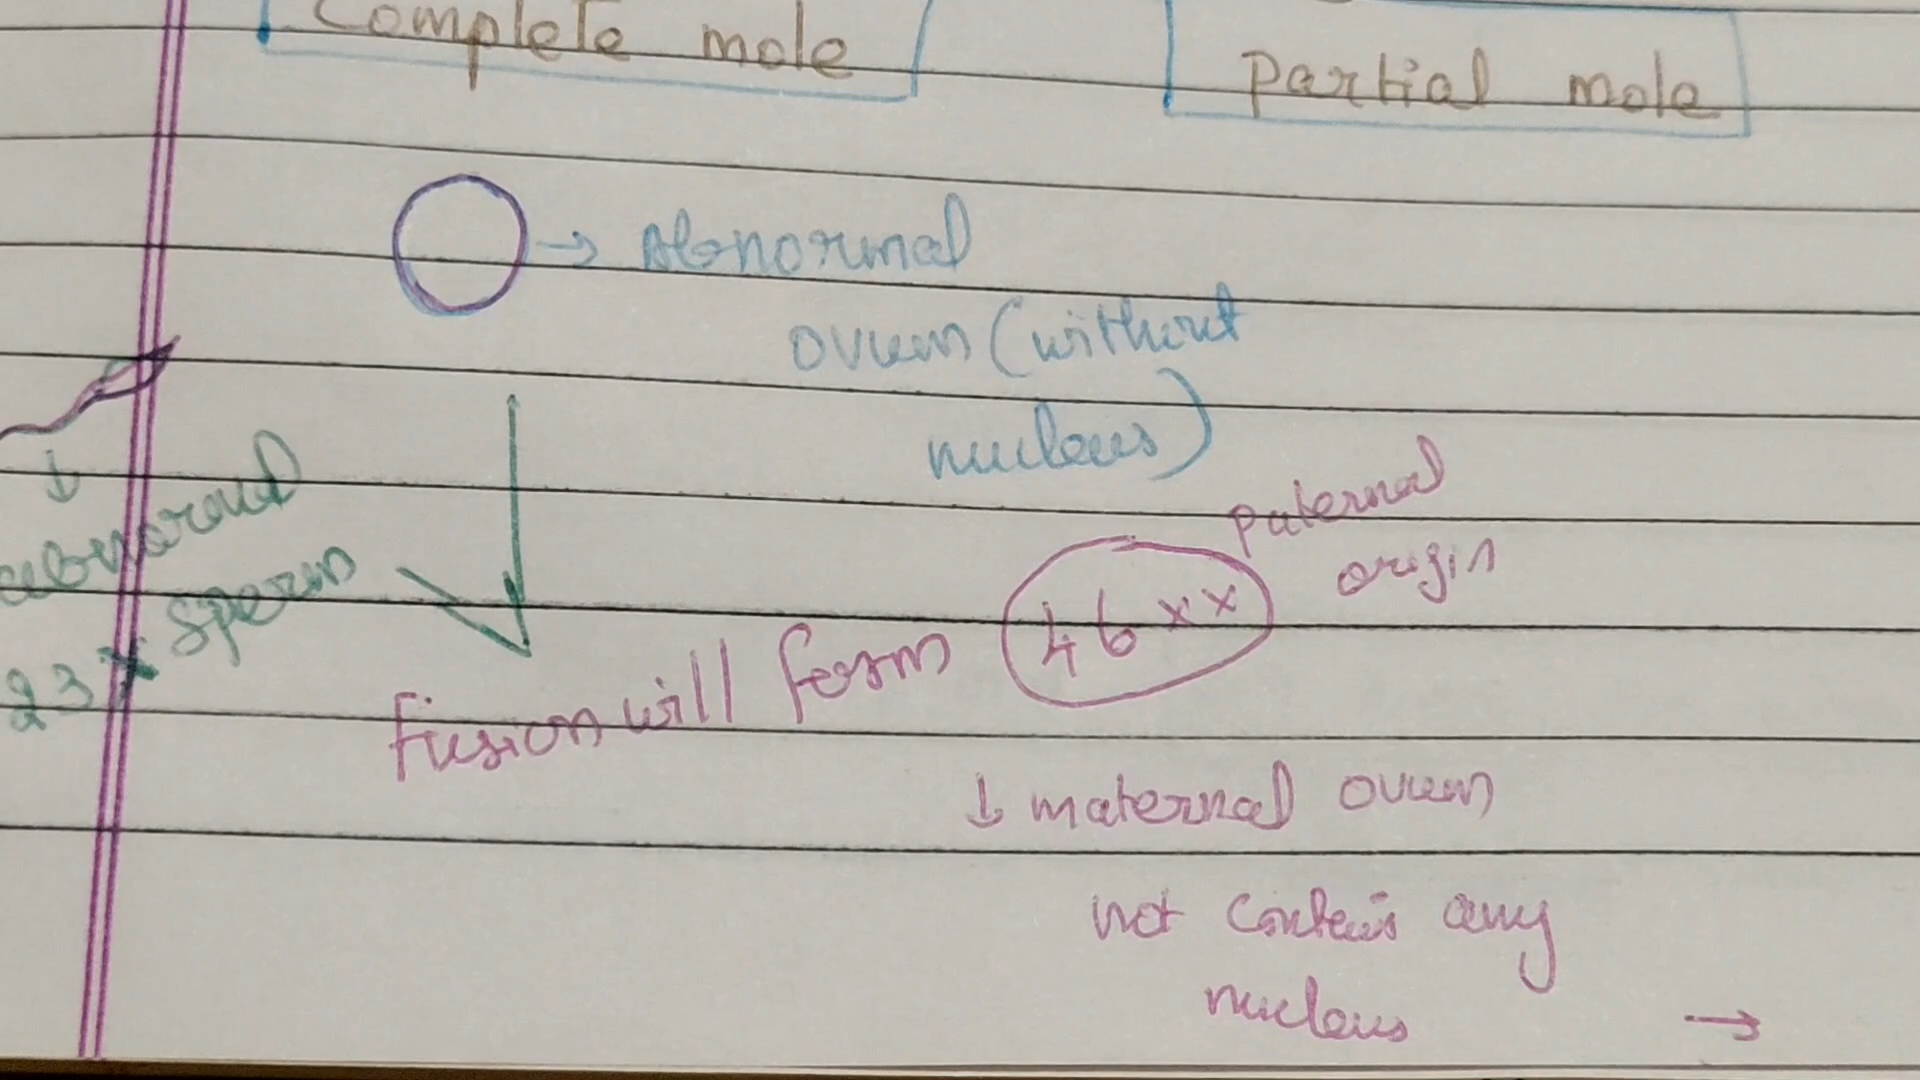 Complete mole
Partial mole
→ Abnormal
ovum (without
nucleus)
↓
abnormal
sperm
23 X
paternal
origin
fusion will form 46 XX
↓ maternal ovum
not contains any
nucleus →